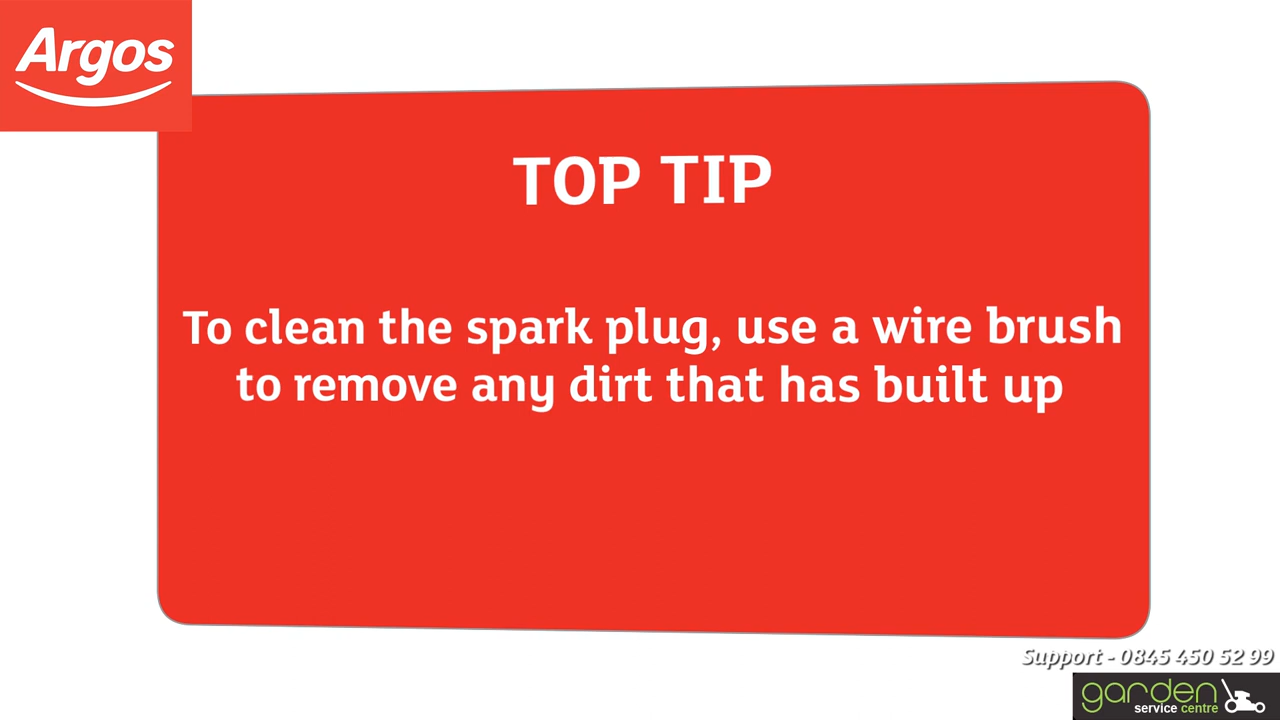 Argos
TOP TIP
To clean the spark plug, use a wire brush
to remove any dirt that has built up
Support - 0845 450 52 99
garden
service centre